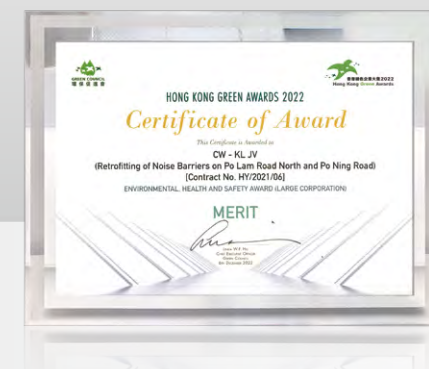 GREEN COUNCIL
環保促進會
香港綠色企業大獎2022
Hong Kong Green Awards
HONG KONG GREEN AWARDS 2022
Certificate of Award
This Certificate is Awarded to
CW - KL JV
(Retrofitting of Noise Barriers on Po Lam Road North and Po Ning Road)
[Contract No. HY/2021/06]
ENVIRONMENTAL, HEALTH AND SAFETY AWARD (LARGE CORPORATION)
MERIT
Chief Executive Officer
Green Council